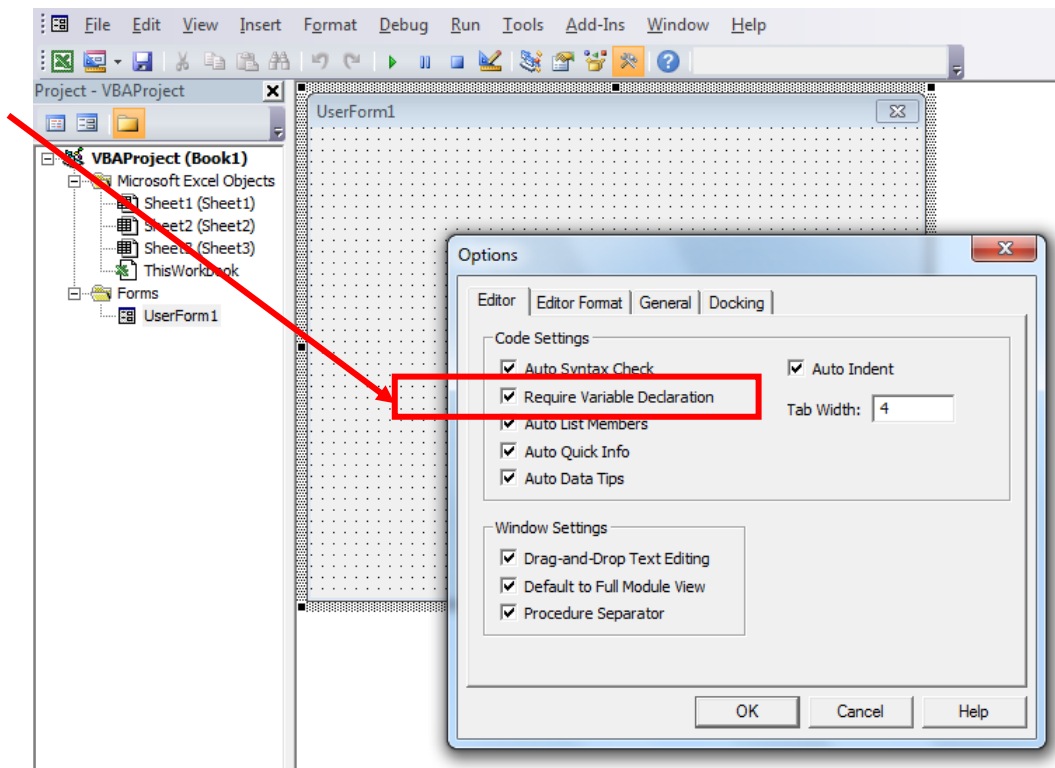 File Edit View Insert Format Debug Run Tools Add-Ins Window Help
Project - VBAProject
VBAProject (Book1)
Microsoft Excel Objects
Sheet1 (Sheet1)
Sheet2 (Sheet2)
Sheet3 (Sheet3)
ThisWorkbook
Forms
UserForm1
UserForm1
Options
Editor Editor Format General Docking
Code Settings
Auto Syntax Check Auto Indent
Require Variable Declaration
Tab Width: 4
Auto List Members
Auto Quick Info
Auto Data Tips
Window Settings
Drag-and-Drop Text Editing
Default to Full Module View
Procedure Separator
OK Cancel Help